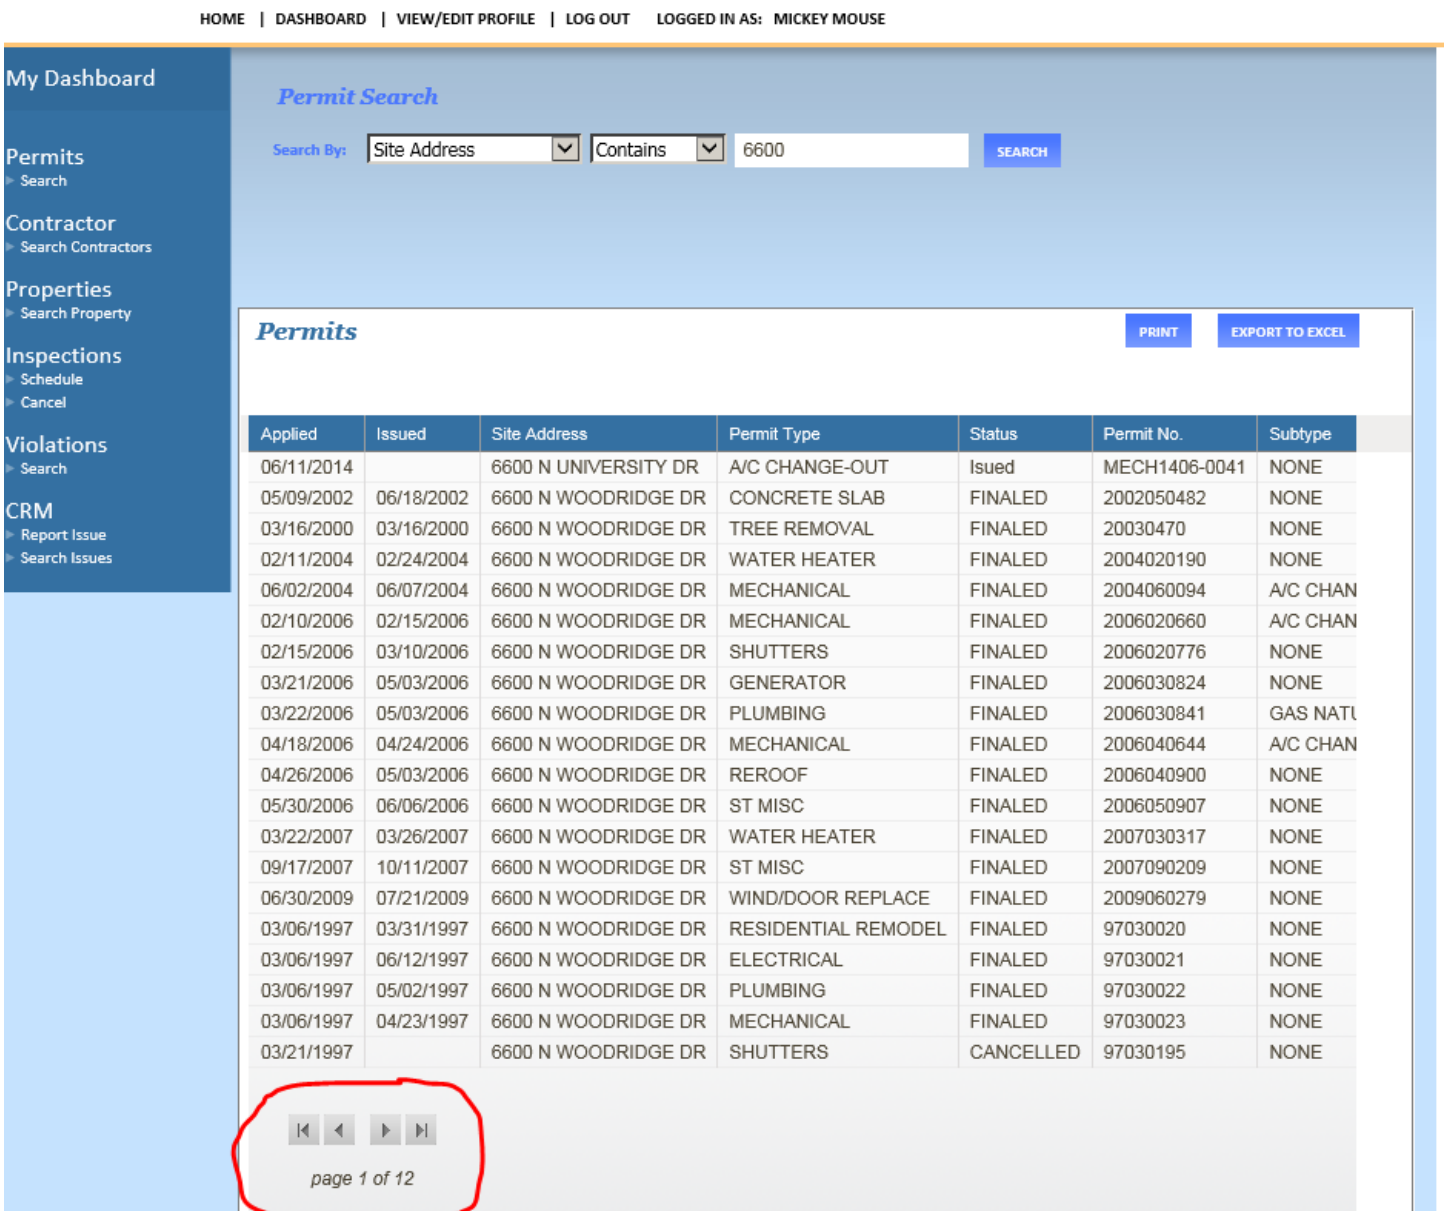 HOME | DASHBOARD | VIEW/EDIT PROFILE | LOG OUT LOGGED IN AS: MICKEY MOUSE
My Dashboard
Permits
Search
Contractor
Search Contractors
Properties
Search Property
Inspections
Schedule
Cancel
Violations
Search
CRM
Report Issue
Search Issues
Permit Search
Search By: Site Address Contains 6600 SEARCH
Permits PRINT EXPORT TO EXCEL
Applied Issued Site Address Permit Type Status Permit No. Subtype
06/11/2014 6600 N UNIVERSITY DR A/C CHANGE-OUT Isued MECH1406-0041 NONE
05/09/2002 06/18/2002 6600 N WOODRIDGE DR CONCRETE SLAB FINALED 2002050482 NONE
03/16/2000 03/16/2000 6600 N WOODRIDGE DR TREE REMOVAL FINALED 20030470 NONE
02/11/2004 02/24/2004 6600 N WOODRIDGE DR WATER HEATER FINALED 2004020190 NONE
06/02/2004 06/07/2004 6600 N WOODRIDGE DR MECHANICAL FINALED 2004060094 A/C CHAN
02/10/2006 02/15/2006 6600 N WOODRIDGE DR MECHANICAL FINALED 2006020660 A/C CHAN
02/15/2006 03/10/2006 6600 N WOODRIDGE DR SHUTTERS FINALED 2006020776 NONE
03/21/2006 05/03/2006 6600 N WOODRIDGE DR GENERATOR FINALED 2006030824 NONE
03/22/2006 05/03/2006 6600 N WOODRIDGE DR PLUMBING FINALED 2006030841 GAS NATU
04/18/2006 04/24/2006 6600 N WOODRIDGE DR MECHANICAL FINALED 2006040644 A/C CHAN
04/26/2006 05/03/2006 6600 N WOODRIDGE DR REROOF FINALED 2006040900 NONE
05/30/2006 06/06/2006 6600 N WOODRIDGE DR ST MISC FINALED 2006050907 NONE
03/22/2007 03/26/2007 6600 N WOODRIDGE DR WATER HEATER FINALED 2007030317 NONE
09/17/2007 10/11/2007 6600 N WOODRIDGE DR ST MISC FINALED 2007090209 NONE
06/30/2009 07/21/2009 6600 N WOODRIDGE DR WIND/DOOR REPLACE FINALED 2009060279 NONE
03/06/1997 03/31/1997 6600 N WOODRIDGE DR RESIDENTIAL REMODEL FINALED 97030020 NONE
03/06/1997 06/12/1997 6600 N WOODRIDGE DR ELECTRICAL FINALED 97030021 NONE
03/06/1997 05/02/1997 6600 N WOODRIDGE DR PLUMBING FINALED 97030022 NONE
03/06/1997 04/23/1997 6600 N WOODRIDGE DR MECHANICAL FINALED 97030023 NONE
03/21/1997 6600 N WOODRIDGE DR SHUTTERS CANCELLED 97030195 NONE
page 1 of 12